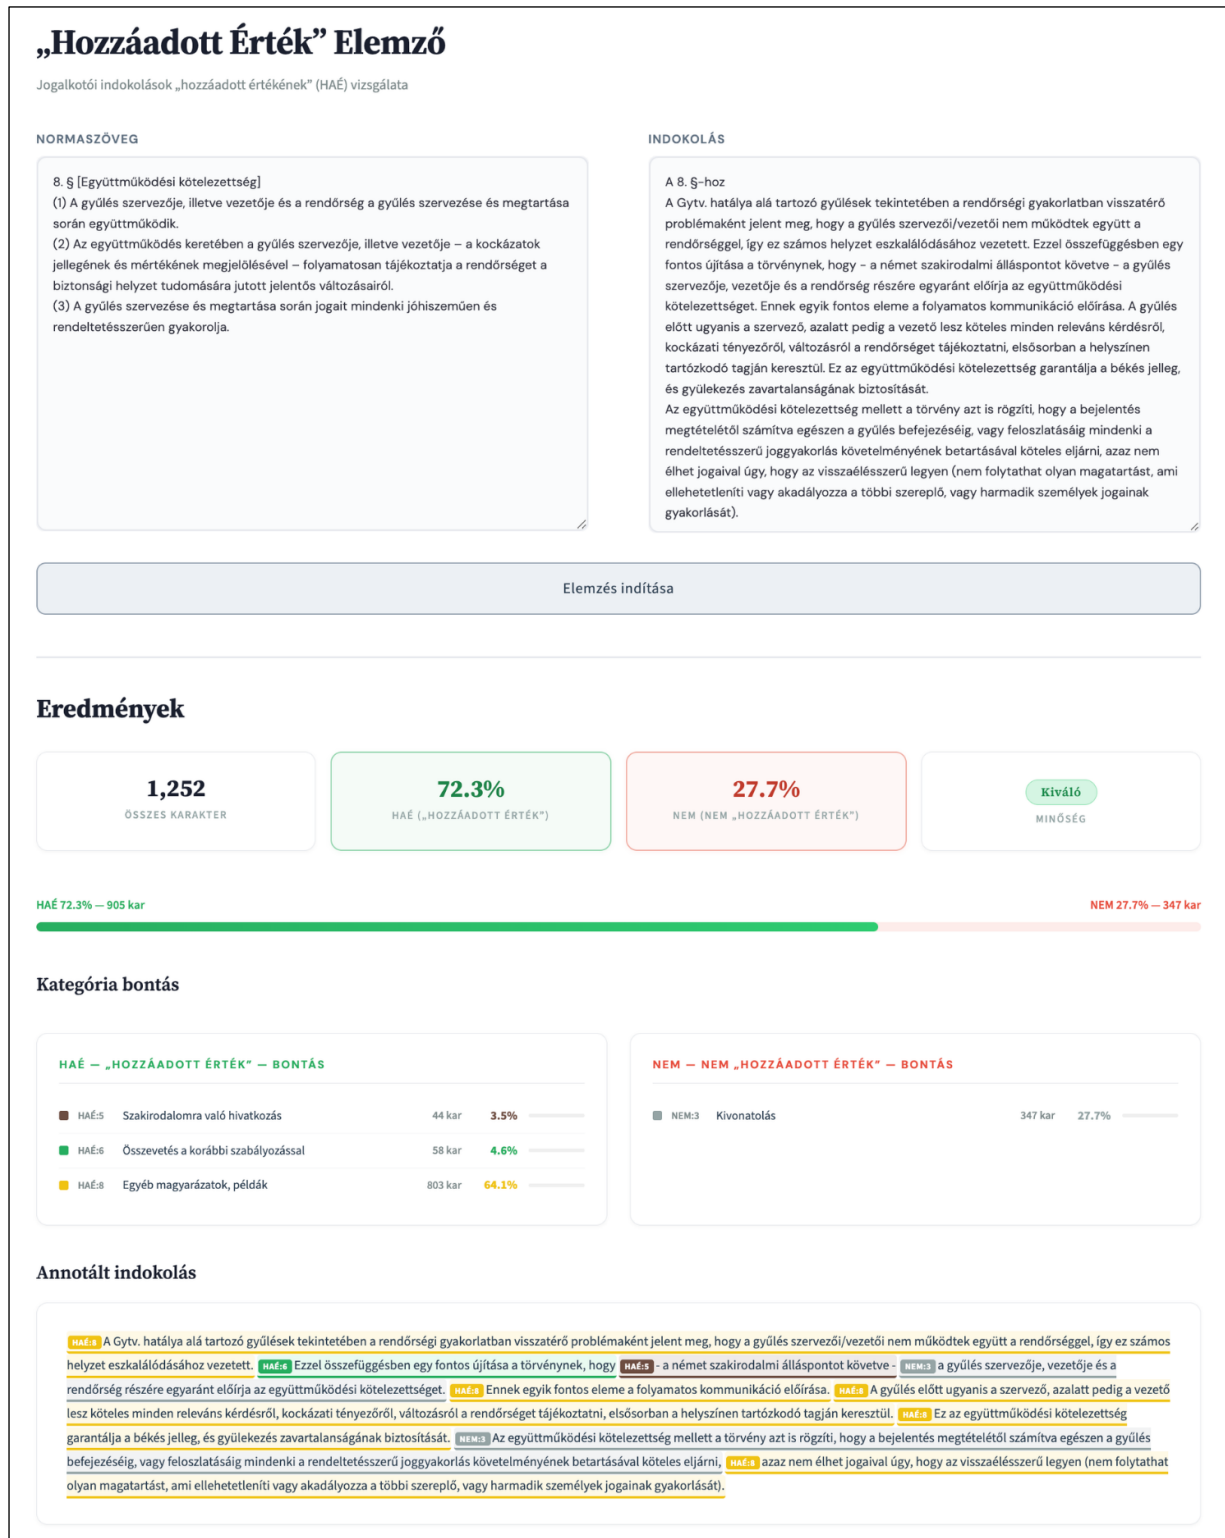 „Hozzáadott Érték” Elemző
Jogalkotói indokolások „hozzáadott értékének” (HAÉ) vizsgálata
NORMASZÖVEG
8. § [Együttműködési kötelezettség]
(1) A gyűlés szervezője, illetve vezetője és a rendőrség a gyűlés szervezése és megtartása
során együttműködik.
(2) Az együttműködés keretében a gyűlés szervezője, illetve vezetője – a kockázatok
jellegének és mértékének megjelölésével – folyamatosan tájékoztatja a rendőrséget a
biztonsági helyzet tudomására jutott jelentős változásairól.
(3) A gyűlés szervezése és megtartása során jogait mindenki jóhiszeműen és
rendeltetésszerűen gyakorolja.
INDOKOLÁS
A 8. §-hoz
A Gytv. hatálya alá tartozó gyűlések tekintetében a rendőrségi gyakorlatban visszatérő
problémaként jelent meg, hogy a gyűlés szervezői/vezetői nem működtek együtt a
rendőrséggel, így ez számos helyzet eszkalálódásához vezetett. Ezzel összefüggésben egy
fontos újítása a törvénynek, hogy - a német szakirodalmi álláspontot követve - a gyűlés
szervezője, vezetője és a rendőrség részére egyaránt előírja az együttműködési
kötelezettséget. Ennek egyik fontos eleme a folyamatos kommunikáció előírása. A gyűlés
előtt ugyanis a szervező, azalatt pedig a vezető lesz köteles minden releváns kérdésről,
kockázati tényezőről, változásról a rendőrséget tájékoztatni, elsősorban a helyszínen
tartózkodó tagján keresztül. Ez az együttműködési kötelezettség garantálja a békés jelleg,
és gyülekezés zavartalanságának biztosítását.
Az együttműködési kötelezettség mellett a törvény azt is rögzíti, hogy a bejelentés
megtételétől számítva egészen a gyűlés befejezéséig, vagy feloszlatásáig mindenki a
rendeltetésszerű joggyakorlás követelményének betartásával köteles eljárni, azaz nem
élhet jogaival úgy, hogy az visszaélésszerű legyen (nem folytathat olyan magatartást, ami
ellehetetleníti vagy akadályozza a többi szereplő, vagy harmadik személyek jogainak
gyakorlását).
Elemzés indítása
Eredmények
1,252
ÖSSZES KARAKTER
72.3%
HAÉ („HOZZÁADOTT ÉRTÉK”)
27.7%
NEM (NEM „HOZZÁADOTT ÉRTÉK”)
Kiváló
MINŐSÉG
HAÉ 72.3% — 905 kar
NEM 27.7% — 347 kar
Kategória bontás
HAÉ — „HOZZÁADOTT ÉRTÉK” — BONTÁS
HAÉ:5 Szakirodalomra való hivatkozás 44 kar 3.5%
HAÉ:6 Összevetés a korábbi szabályozással 58 kar 4.6%
HAÉ:8 Egyéb magyarázatok, példák 803 kar 64.1%
NEM — NEM „HOZZÁADOTT ÉRTÉK” — BONTÁS
NEM:3 Kivonatolás 347 kar 27.7%
Annotált indokolás
HAÉ:8 A Gytv. hatálya alá tartozó gyűlések tekintetében a rendőrségi gyakorlatban visszatérő problémaként jelent meg, hogy a gyűlés szervezői/vezetői nem működtek együtt a rendőrséggel, így ez számos
helyzet eszkalálódásához vezetett. HAÉ:6 Ezzel összefüggésben egy fontos újítása a törvénynek, hogy HAÉ:5 - a német szakirodalmi álláspontot követve - NEM:3 a gyűlés szervezője, vezetője és a
rendőrség részére egyaránt előírja az együttműködési kötelezettséget. HAÉ:8 Ennek egyik fontos eleme a folyamatos kommunikáció előírása. HAÉ:8 A gyűlés előtt ugyanis a szervező, azalatt pedig a vezető
lesz köteles minden releváns kérdésről, kockázati tényezőről, változásról a rendőrséget tájékoztatni, elsősorban a helyszínen tartózkodó tagján keresztül. HAÉ:8 Ez az együttműködési kötelezettség
garantálja a békés jelleg, és gyülekezés zavartalanságának biztosítását. NEM:3 Az együttműködési kötelezettség mellett a törvény azt is rögzíti, hogy a bejelentés megtételétől számítva egészen a gyűlés
befejezéséig, vagy feloszlatásáig mindenki a rendeltetésszerű joggyakorlás követelményének betartásával köteles eljárni, HAÉ:8 azaz nem élhet jogaival úgy, hogy az visszaélésszerű legyen (nem folytathat
olyan magatartást, ami ellehetetleníti vagy akadályozza a többi szereplő, vagy harmadik személyek jogainak gyakorlását).